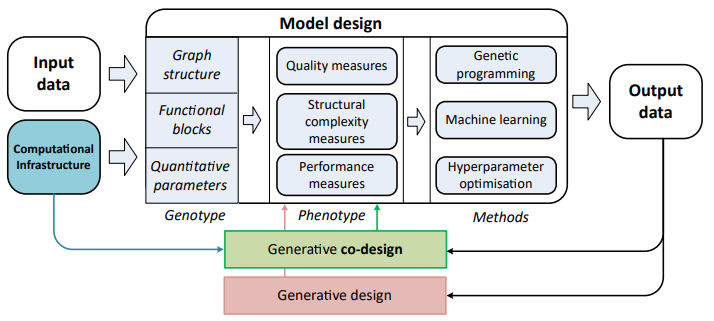 Model design
Input
data
Computational
Infrastructure
Graph
structure
Functional
blocks
Quantitative
parameters
Genotype
Quality measures
Structural
complexity
measures
Performance
measures
Phenotype
Genetic
programming
Machine learning
Hyperparameter
optimisation
Methods
Output
data
Generative co-design
Generative design